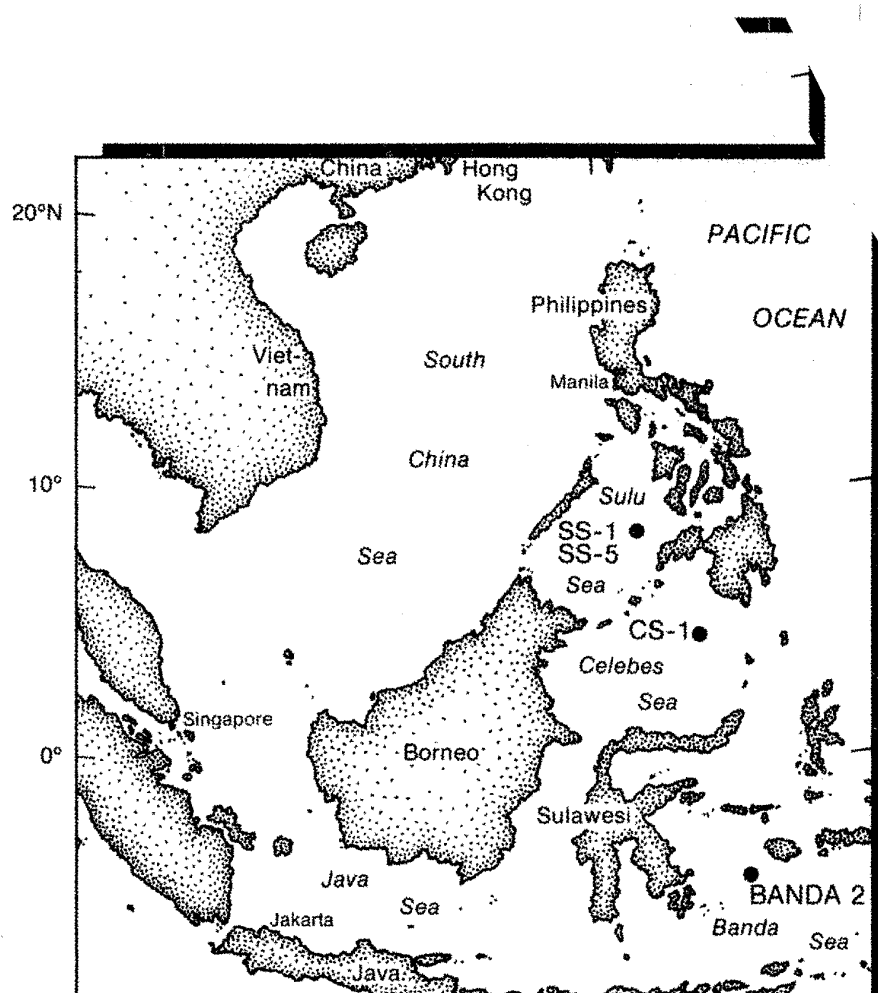 China Hong
Kong
20°N
PACIFIC
Philippines
OCEAN
Viet-
nam
South
Manila
China
10°
Sulu
SS-1
SS-5
Sea
Sea
CS-1
Celebes
Sea
Singapore
0°
Borneo
Sulawesi
Java
BANDA 2
Sea
Jakarta
Banda
Sea
Java